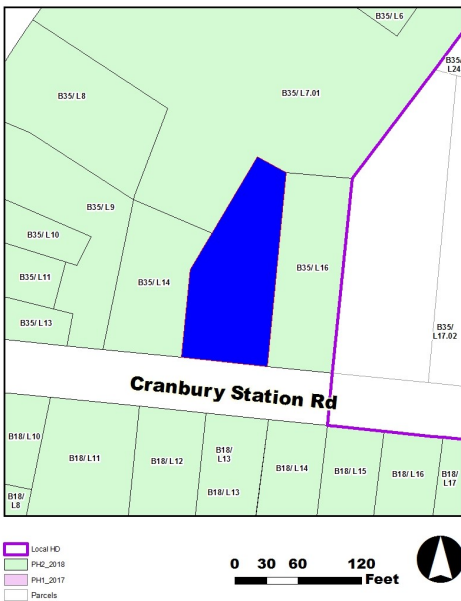 B35/ L6
B35/
L24
B35/ L7.01
B35/ L8
B35/ L9
B35/ L10
B35/ L16
B35/ L11
B35/ L14
B35/ L13
B35/
L17.02
Cranbury Station Rd
B18/ L10
B18/ L11
B18/ L12
B18/
L13
B18/ L13
B18/ L14
B18/ L15
B18/ L16
B18/
L17
B18/
L8
Local HD
PH2_2018
PH1_2017
Parcels
0 30 60 120
Feet